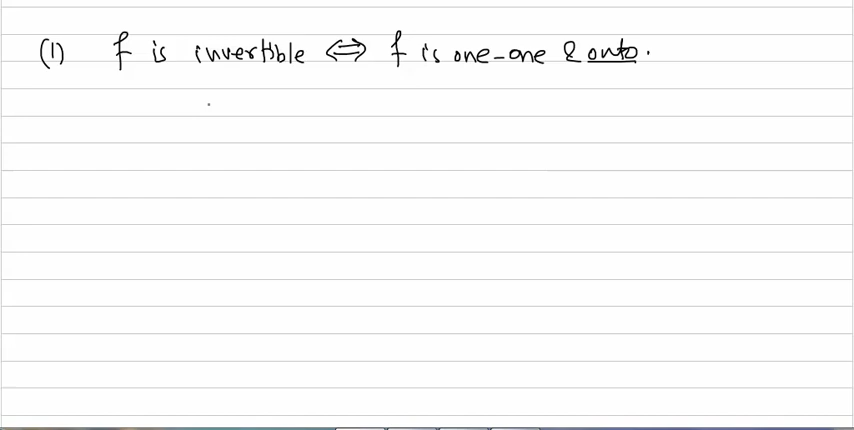 (1) f is invertible ⇔ f is one-one & onto.